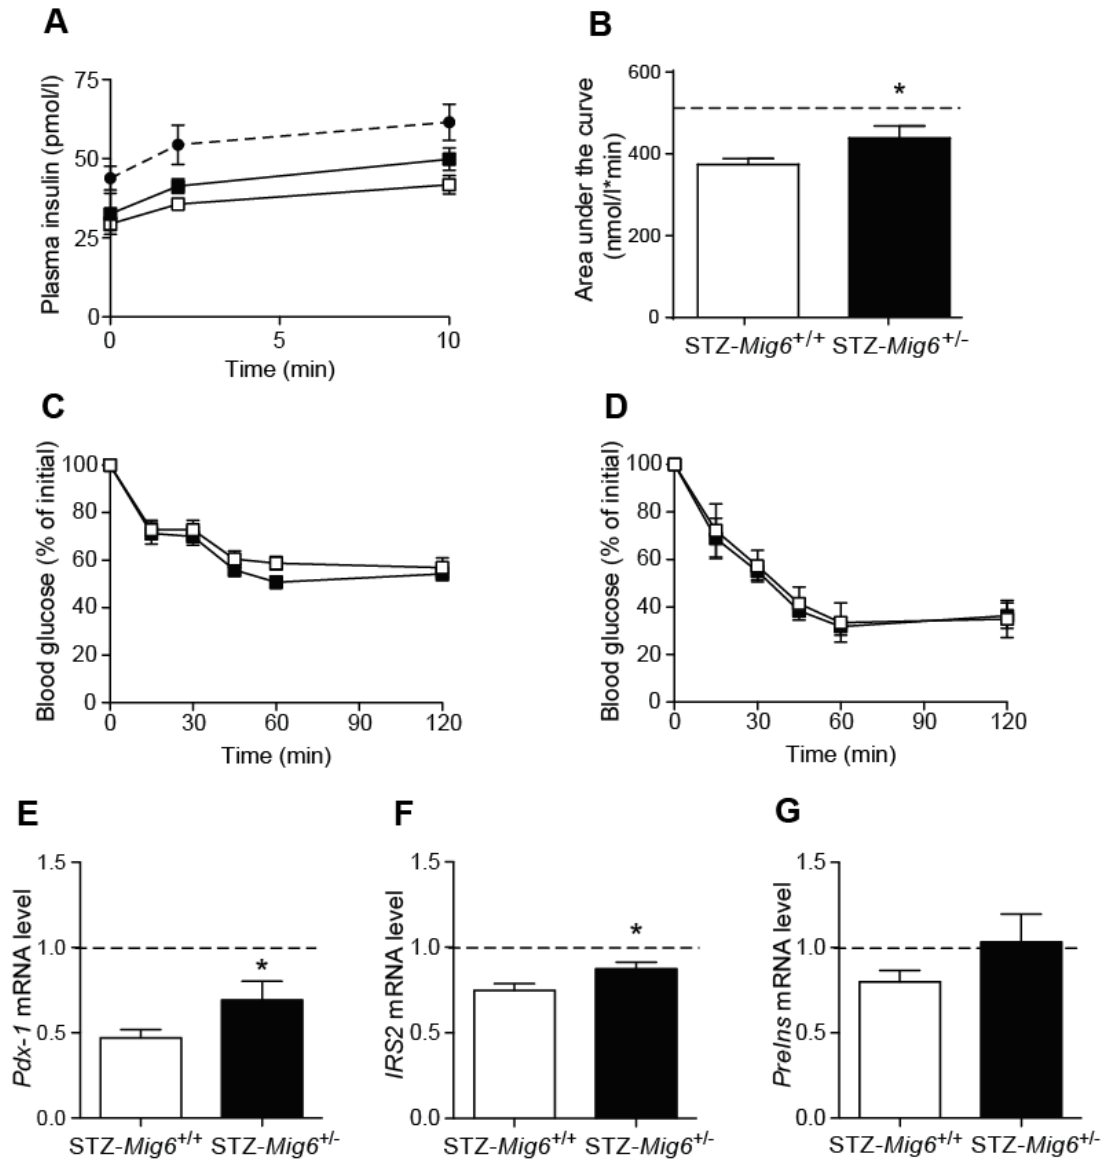 A
Plasma insulin (pmol/l)
75
50
25
0
0 5 10
Time (min)
B
Area under the curve
(nmol/l*min)
600
400
200
0
*
STZ-Mig6+/+ STZ-Mig6+/-
C
Blood glucose (% of initial)
100
80
60
40
20
0
0 30 60 90 120
Time (min)
D
Blood glucose (% of initial)
100
80
60
40
20
0
0 30 60 90 120
Time (min)
E
Pdx-1 mRNA level
1.5
1.0
0.5
0.0
*
STZ-Mig6+/+ STZ-Mig6+/-
F
IRS2 mRNA level
1.5
1.0
0.5
0.0
*
STZ-Mig6+/+ STZ-Mig6+/-
G
PreIns mRNA level
1.5
1.0
0.5
0.0
STZ-Mig6+/+ STZ-Mig6+/-